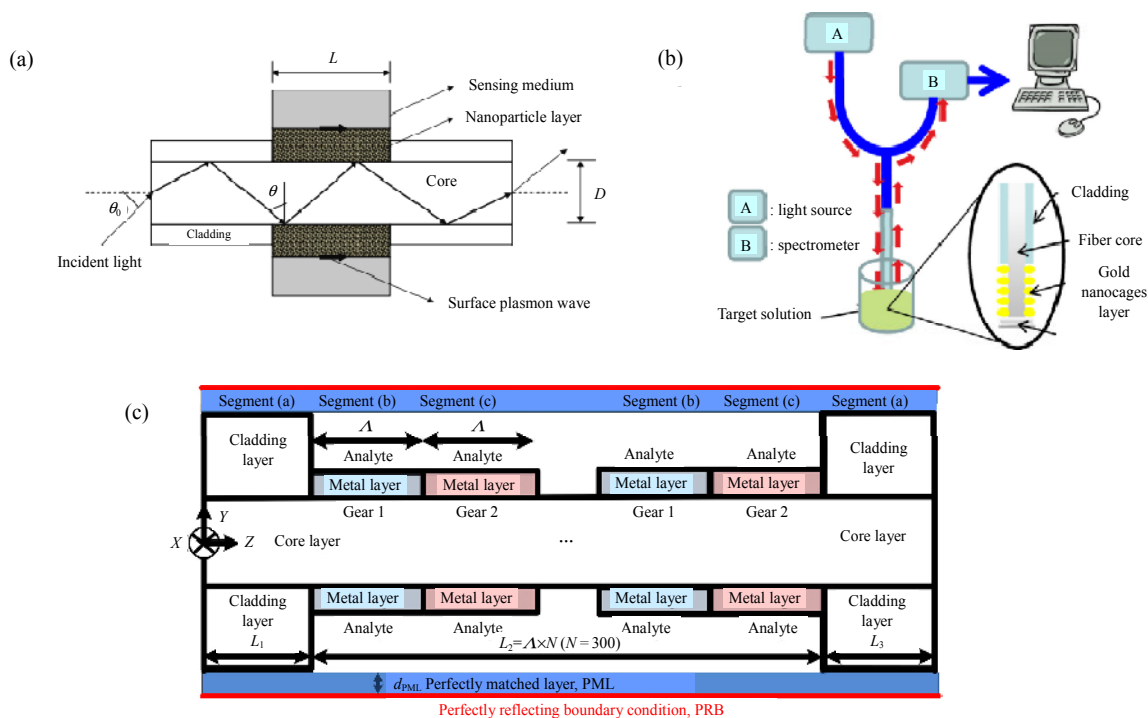 (a)
L
Sensing medium
Nanoparticle layer
Core
θ
D
θ₀
Cladding
Incident light
Surface plasmon wave
(b)
A
B
A : light source
B : spectrometer
Target solution
Cladding
Fiber core
Gold
nanocages
layer
(c)
Segment (a) Segment (b) Segment (c) Segment (b) Segment (c) Segment (a)
Cladding
layer
Λ Λ
Analyte Analyte Analyte Analyte
Cladding
layer
Metal layer Metal layer Metal layer Metal layer
Gear 1 Gear 2 Gear 1 Gear 2
Y
X Z Core layer ... Core layer
Metal layer Metal layer Metal layer Metal layer
Cladding
layer
L₁
Analyte Analyte Analyte Analyte
L₂=Λ×N (N = 300)
Cladding
layer
L₃
dPML Perfectly matched layer, PML
Perfectly reflecting boundary condition, PRB